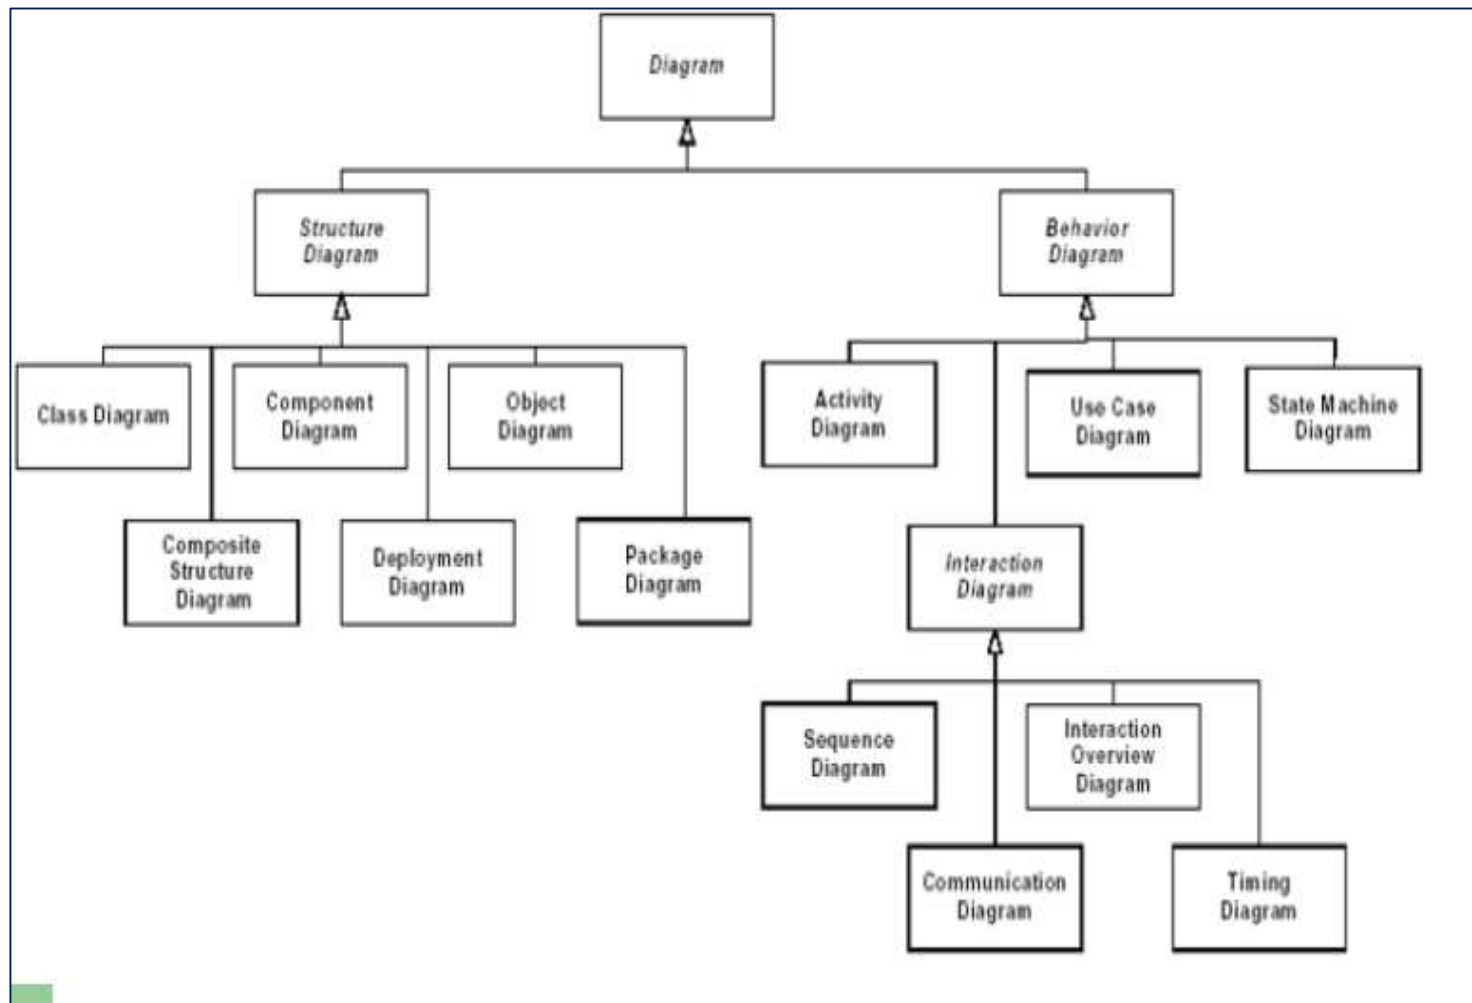 Diagram
Structure
Diagram
Behavior
Diagram
Class Diagram
Component
Diagram
Object
Diagram
Activity
Diagram
Use Case
Diagram
State Machine
Diagram
Composite
Structure
Diagram
Deployment
Diagram
Package
Diagram
Interaction
Diagram
Sequence
Diagram
Interaction
Overview
Diagram
Communication
Diagram
Timing
Diagram